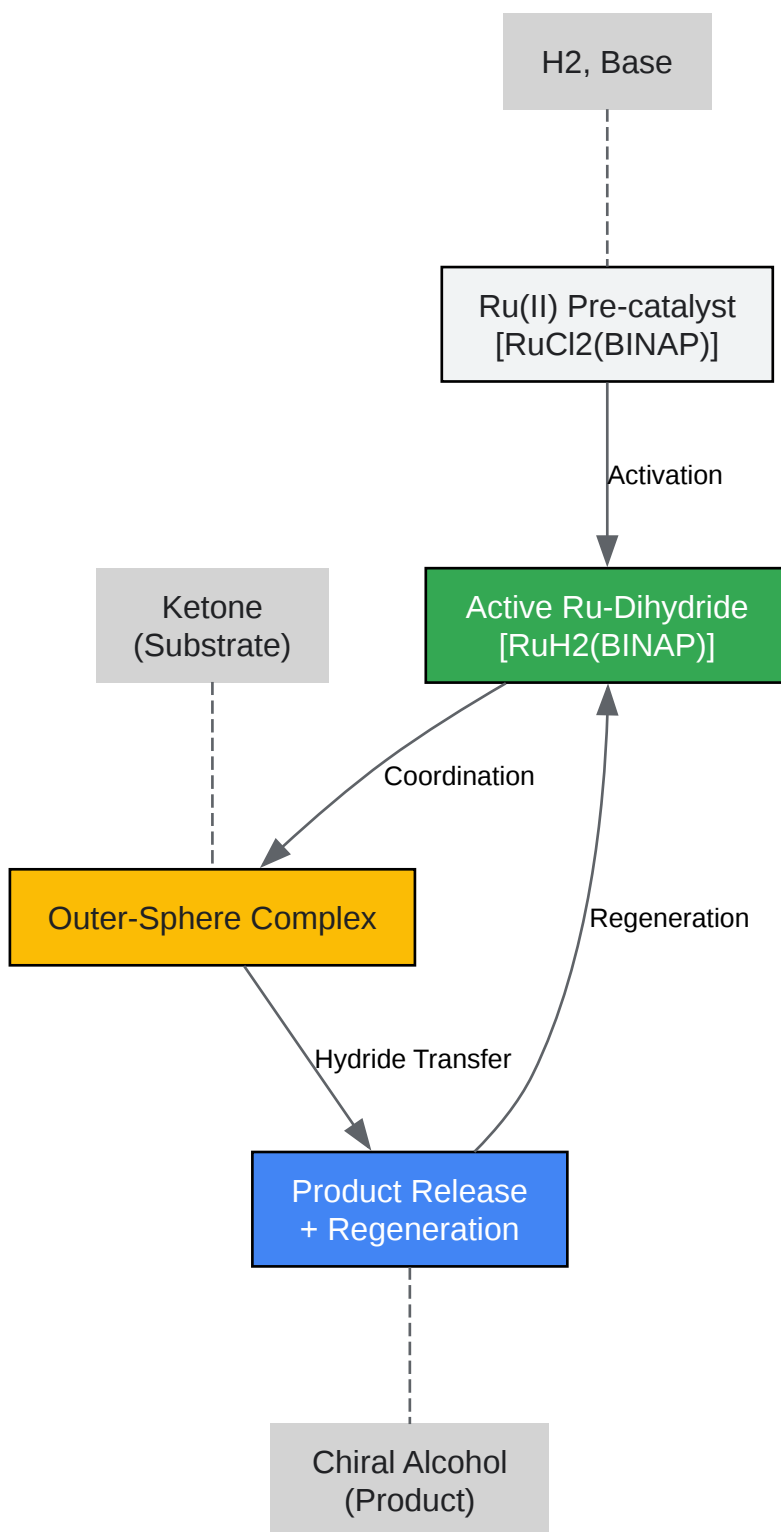 H2, Base
Ru(II) Pre-catalyst
[RuCl2(BINAP)]
Activation
Ketone
(Substrate)
Active Ru-Dihydride
[RuH2(BINAP)]
Coordination
Outer-Sphere Complex
Regeneration
Hydride Transfer
Product Release
+ Regeneration
Chiral Alcohol
(Product)